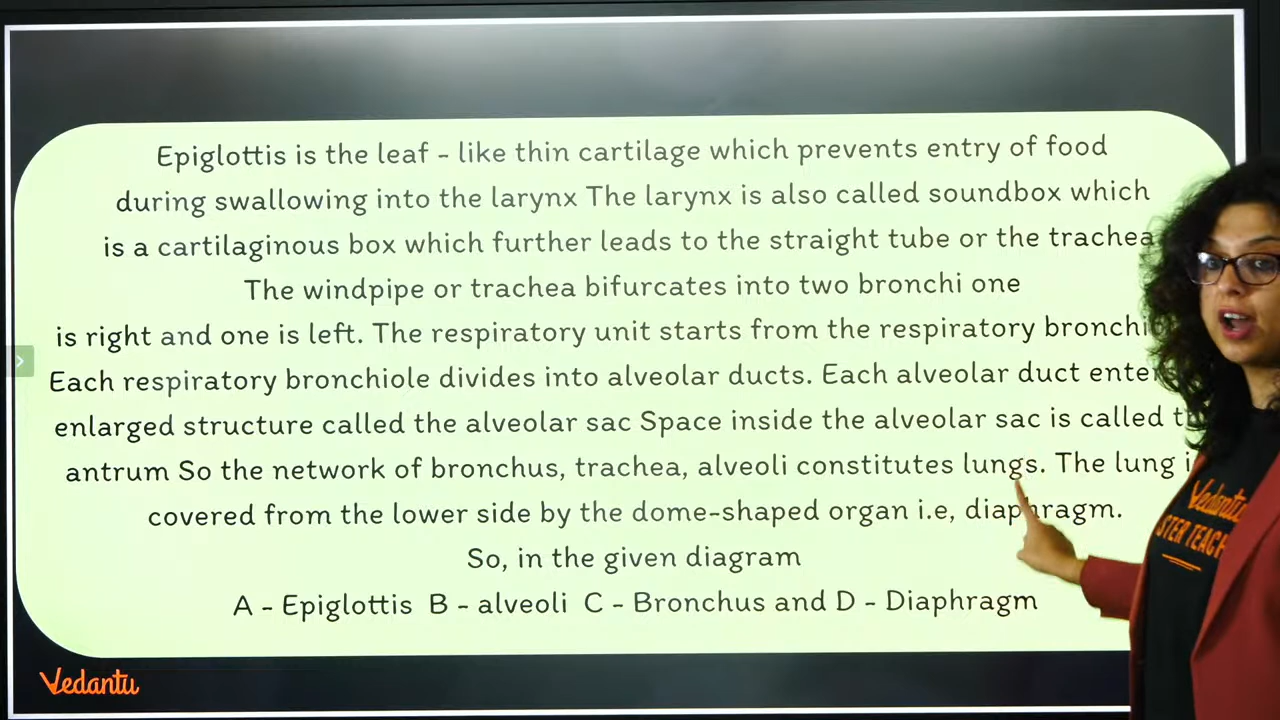 Epiglottis is the leaf - like thin cartilage which prevents entry of food
during swallowing into the larynx The larynx is also called soundbox which
is a cartilaginous box which further leads to the straight tube or the trachea
The windpipe or trachea bifurcates into two bronchi one
is right and one is left. The respiratory unit starts from the respiratory
Each respiratory bronchiole divides into alveolar ducts. Each alveolar duct
enlarged structure called the alveolar sac Space inside the alveolar sac is called
antrum So the network of bronchus, trachea, alveoli constitutes lungs. The lung
covered from the lower side by the dome-shaped organ i.e, diaphragm.
So, in the given diagram
A - Epiglottis B - alveoli C - Bronchus and D - Diaphragm
Vedantu
Vedantu